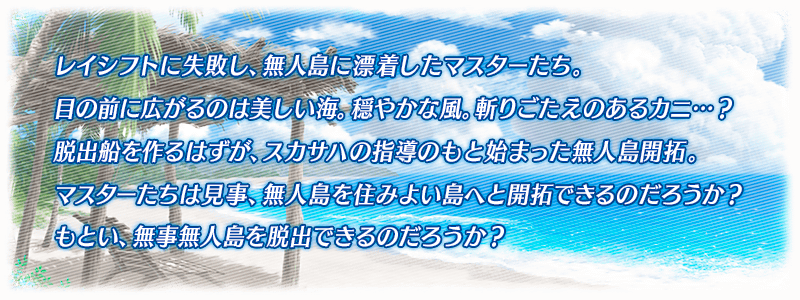 レイシフトに失敗し、無人島に漂着したマスターたち。
目の前に広がるのは美しい海。穏やかな風。斬りごたえのあるカニ…？
脱出船を作るはずが、スカサハの指導のもと始まった無人島開拓。
マスターたちは見事、無人島を住みよい島へと開拓できるのだろうか？
もとい、無事無人島を脱出できるのだろうか？